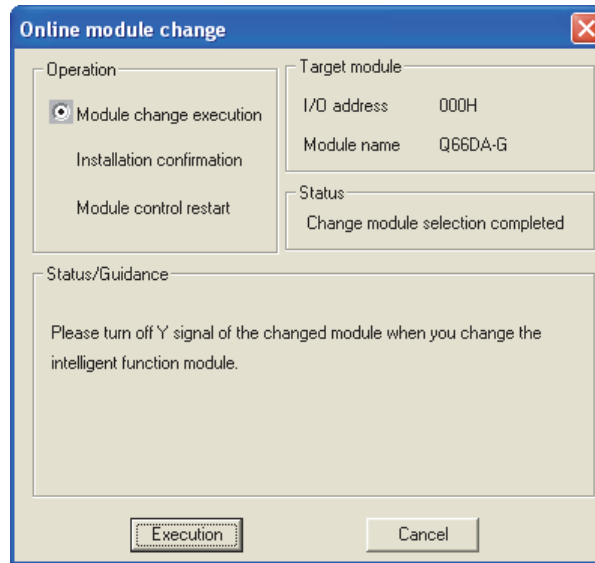 Online module change
Operation
Module change execution
Installation confirmation
Module control restart
Target module
I/O address 000H
Module name Q66DA-G
Status
Change module selection completed
Status/Guidance
Please turn off Y signal of the changed module when you change the
intelligent function module.
Execution Cancel